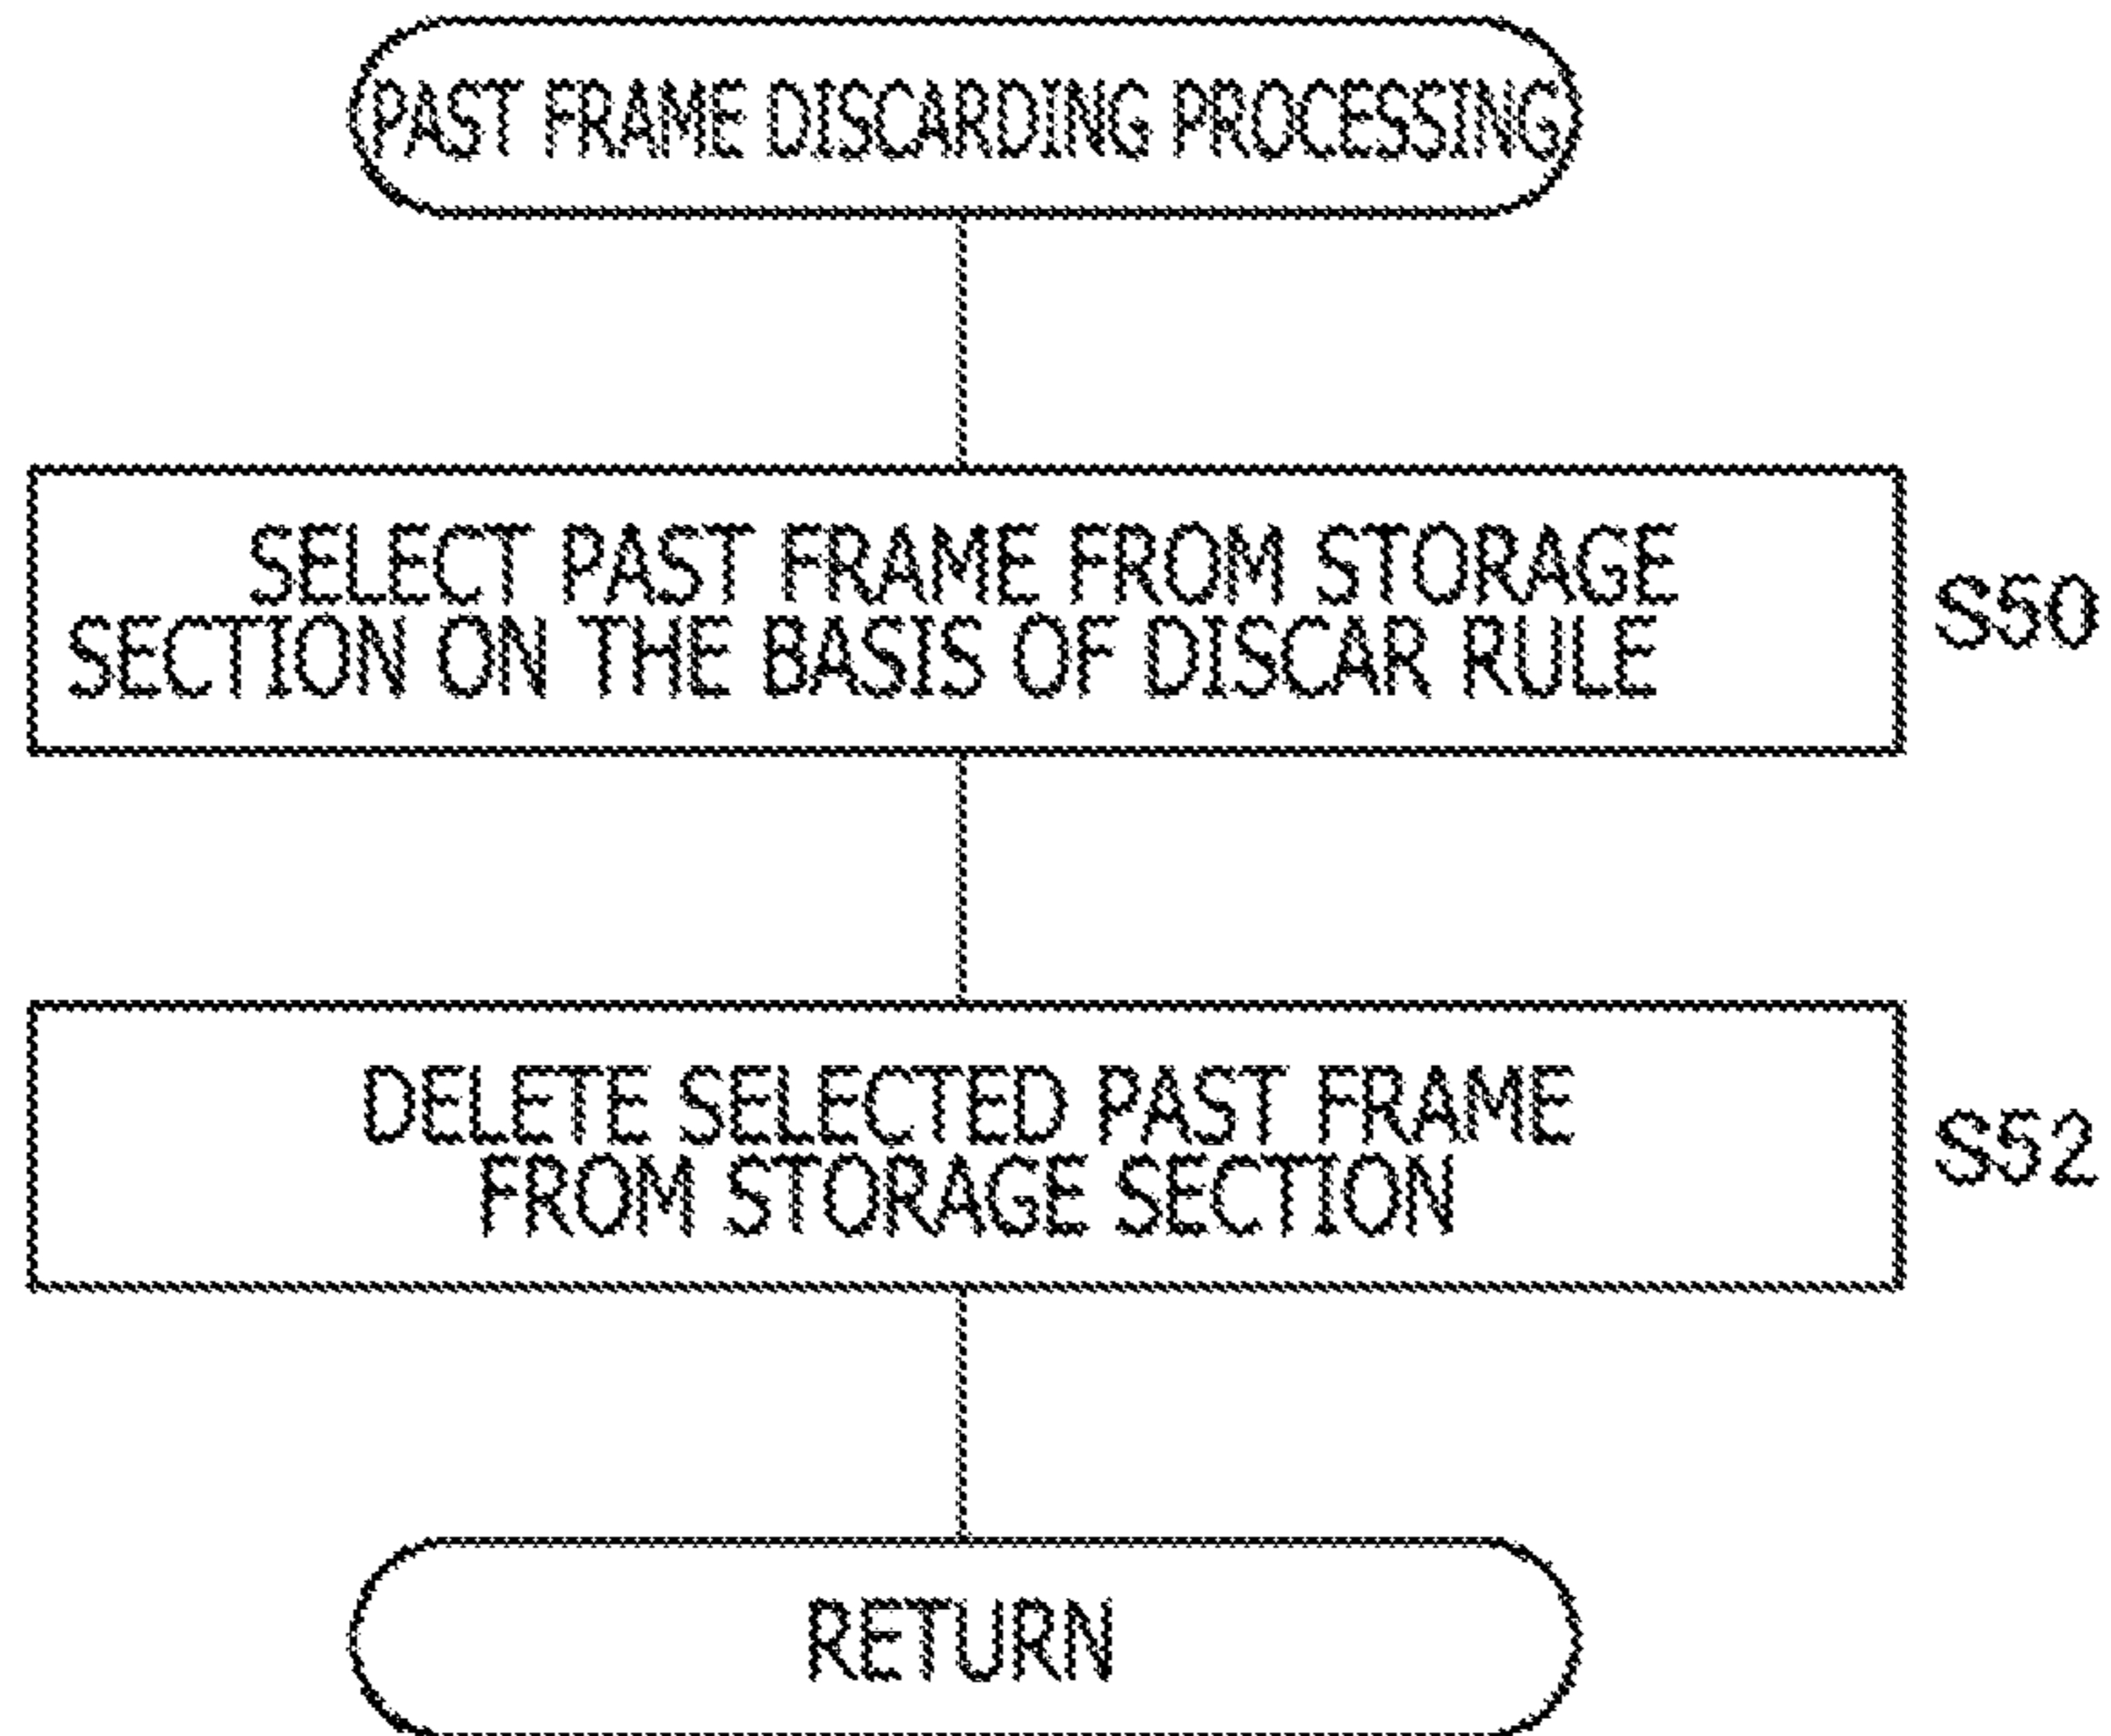 PAST FRAME DISCARDING PROCESSING
SELECT PAST FRAME FROM STORAGE
SECTION ON THE BASIS OF DISCAR RULE
S50
DELETE SELECTED PAST FRAME
FROM STORAGE SECTION
S52
RETURN